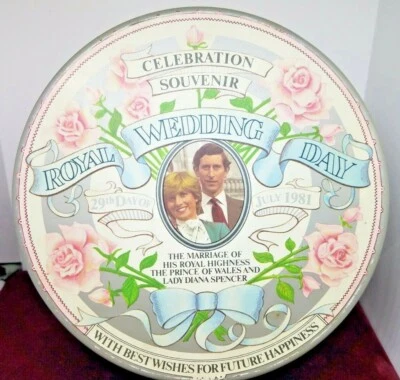 CELEBRATION
SOUVENIR
ROYAL WEDDING DAY
29TH DAY OF JULY 1981
THE MARRIAGE OF
HIS ROYAL HIGHNESS
THE PRINCE OF WALES AND
LADY DIANA SPENCER
WITH BEST WISHES FOR FUTURE HAPPINESS